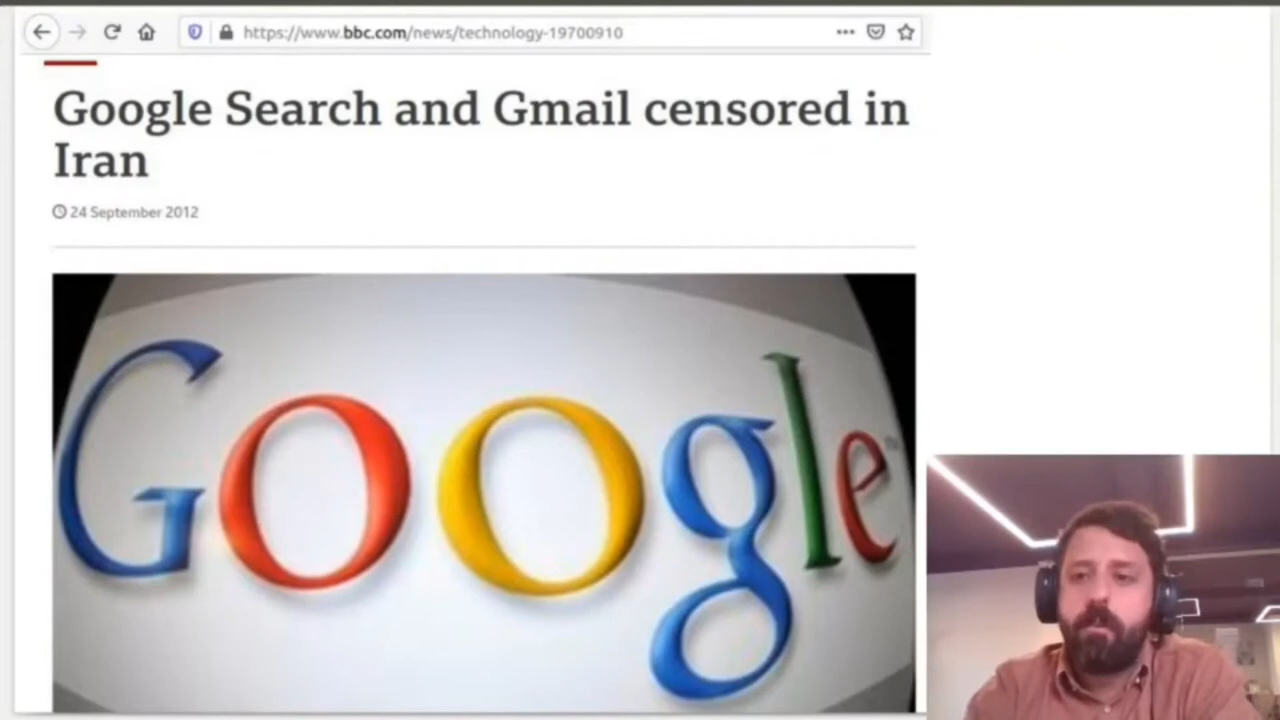 https://www.bbc.com/news/technology-19700910
Google Search and Gmail censored in
Iran
24 September 2012
Google